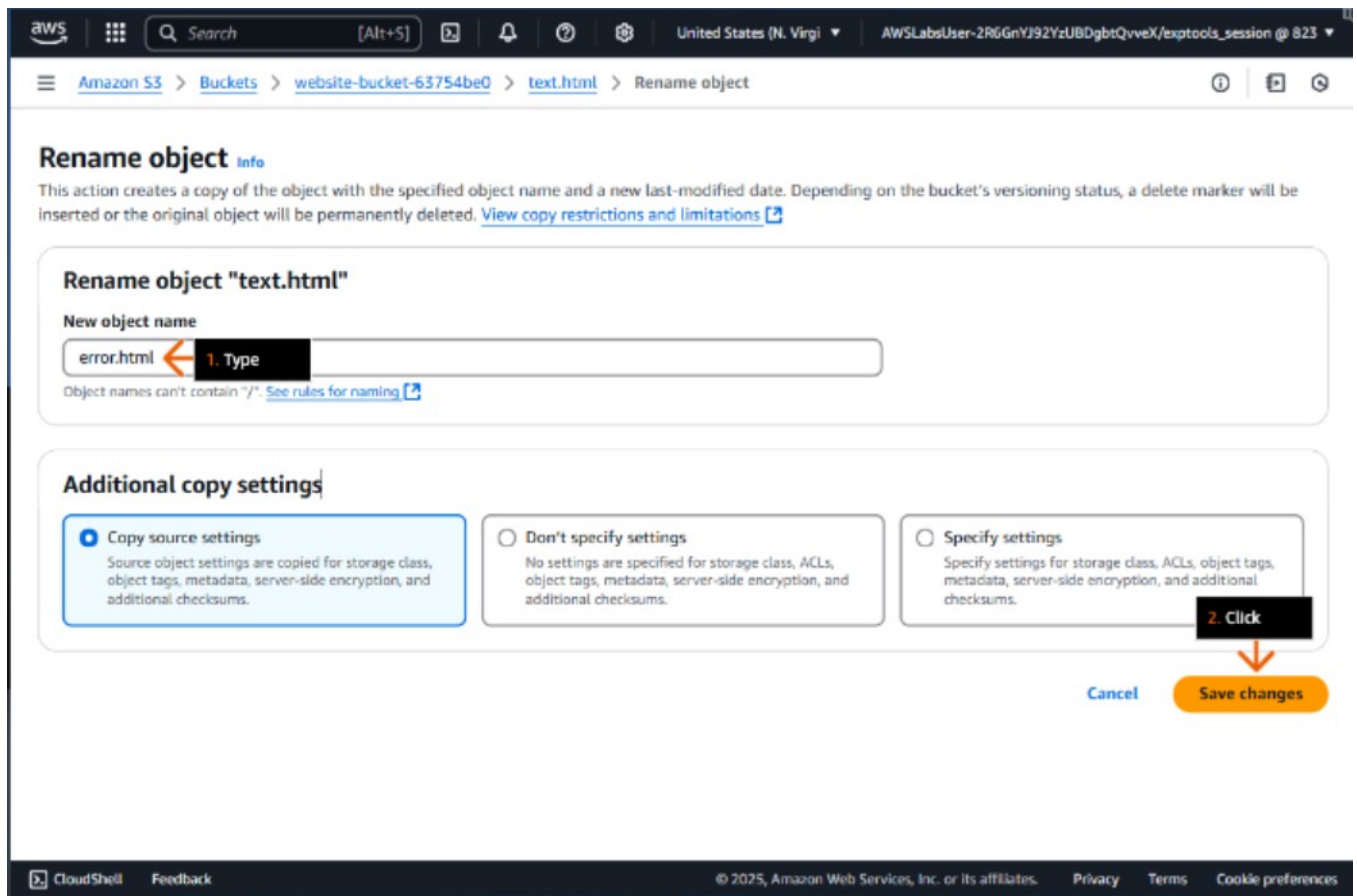 aws
Search [Alt+S]
United States (N. Virgi
AWSLabsUser-2R6GnYJ92YzUBDgbtQvveX/exptools_session @ 823
Amazon S3 > Buckets > website-bucket-63754be0 > text.html > Rename object
Rename object Info
This action creates a copy of the object with the specified object name and a new last-modified date. Depending on the bucket's versioning status, a delete marker will be
inserted or the original object will be permanently deleted. View copy restrictions and limitations
Rename object "text.html"
New object name
error.html
1. Type
Object names can't contain "/". See rules for naming
Additional copy settings
Copy source settings
Source object settings are copied for storage class,
object tags, metadata, server-side encryption, and
additional checksums.
Don't specify settings
No settings are specified for storage class, ACLs,
object tags, metadata, server-side encryption, and
additional checksums.
Specify settings
Specify settings for storage class, ACLs, object tags,
metadata, server-side encryption, and additional
checksums.
2. Click
Cancel
Save changes
CloudShell Feedback
© 2025, Amazon Web Services, Inc. or its affiliates. Privacy Terms Cookie preferences